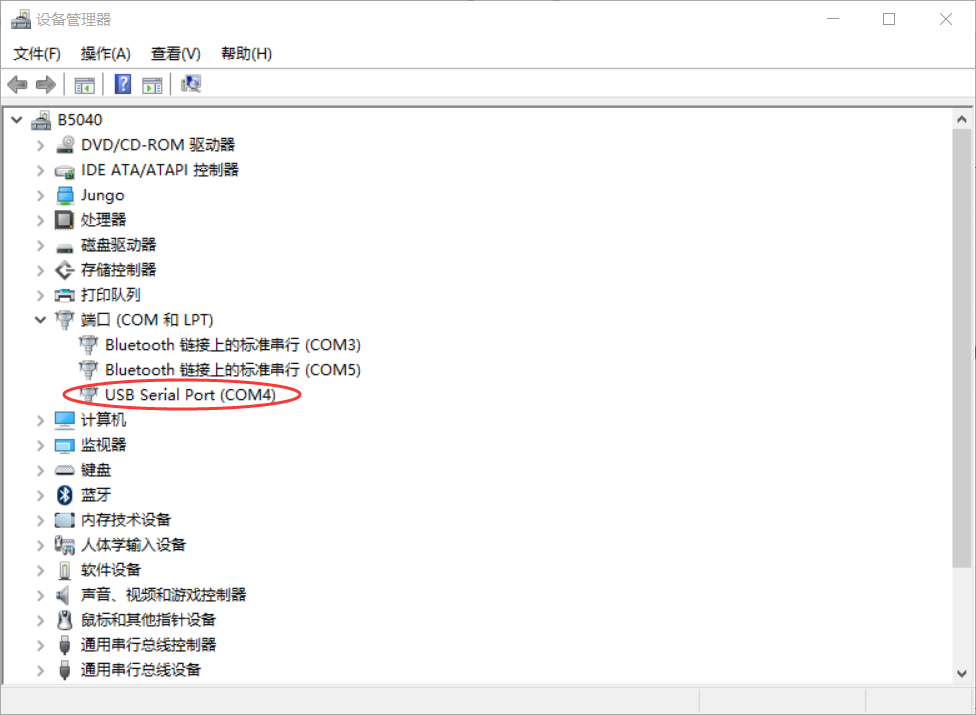 设备管理器
文件(F) 操作(A) 查看(V) 帮助(H)
B5040
DVD/CD-ROM 驱动器
IDE ATA/ATAPI 控制器
Jungo
处理器
磁盘驱动器
存储控制器
打印队列
端口 (COM 和 LPT)
Bluetooth 链接上的标准串行 (COM3)
Bluetooth 链接上的标准串行 (COM5)
USB Serial Port (COM4)
计算机
监视器
键盘
蓝牙
内存技术设备
人体学输入设备
软件设备
声音、视频和游戏控制器
鼠标和其他指针设备
通用串行总线控制器
通用串行总线设备